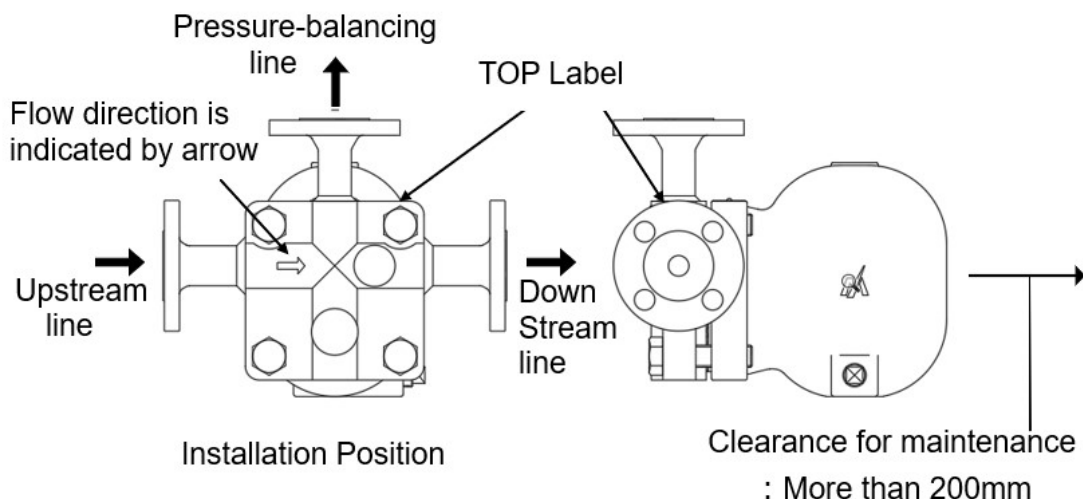 Pressure-balancing
line
TOP Label
Flow direction is
indicated by arrow
Upstream
line
Down
Stream
line
Installation Position
Clearance for maintenance
: More than 200mm